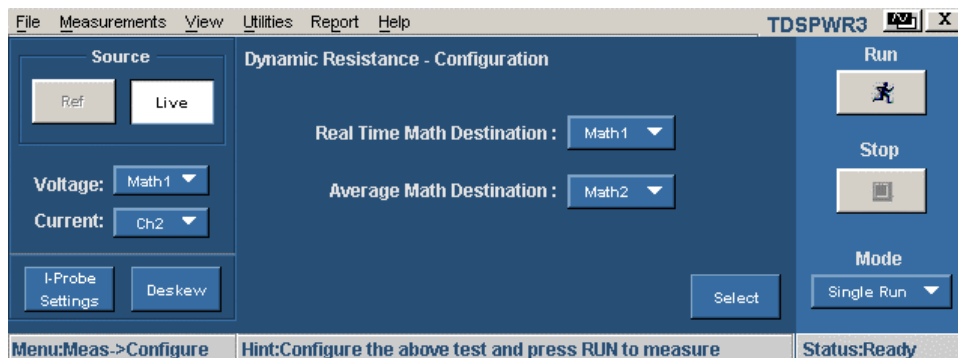 File Measurements View Utilities Report Help TDSPWR3 X
Source
Ref Live
Voltage: Math1
Current: Ch2
I-Probe
Settings
Deskew
Dynamic Resistance - Configuration
Real Time Math Destination : Math1
Average Math Destination : Math2
Select
Run
Stop
Mode
Single Run
Menu:Meas->Configure Hint:Configure the above test and press RUN to measure Status:Ready